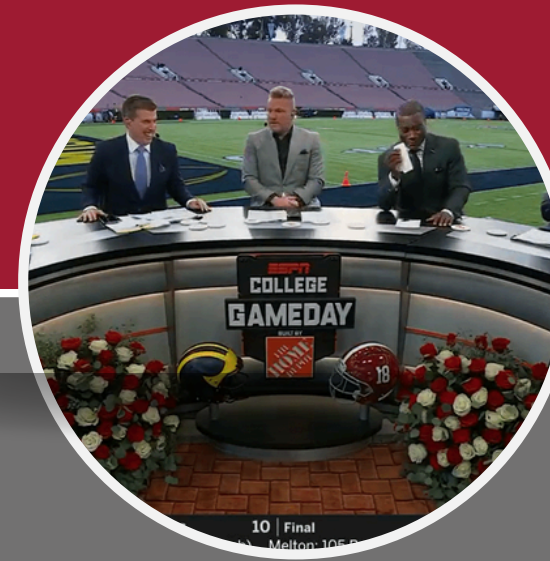 ESPN
COLLEGE
GAMEDAY
BUILT BY
THE HOME DEPOT
18
10 | Final
Melton: 105